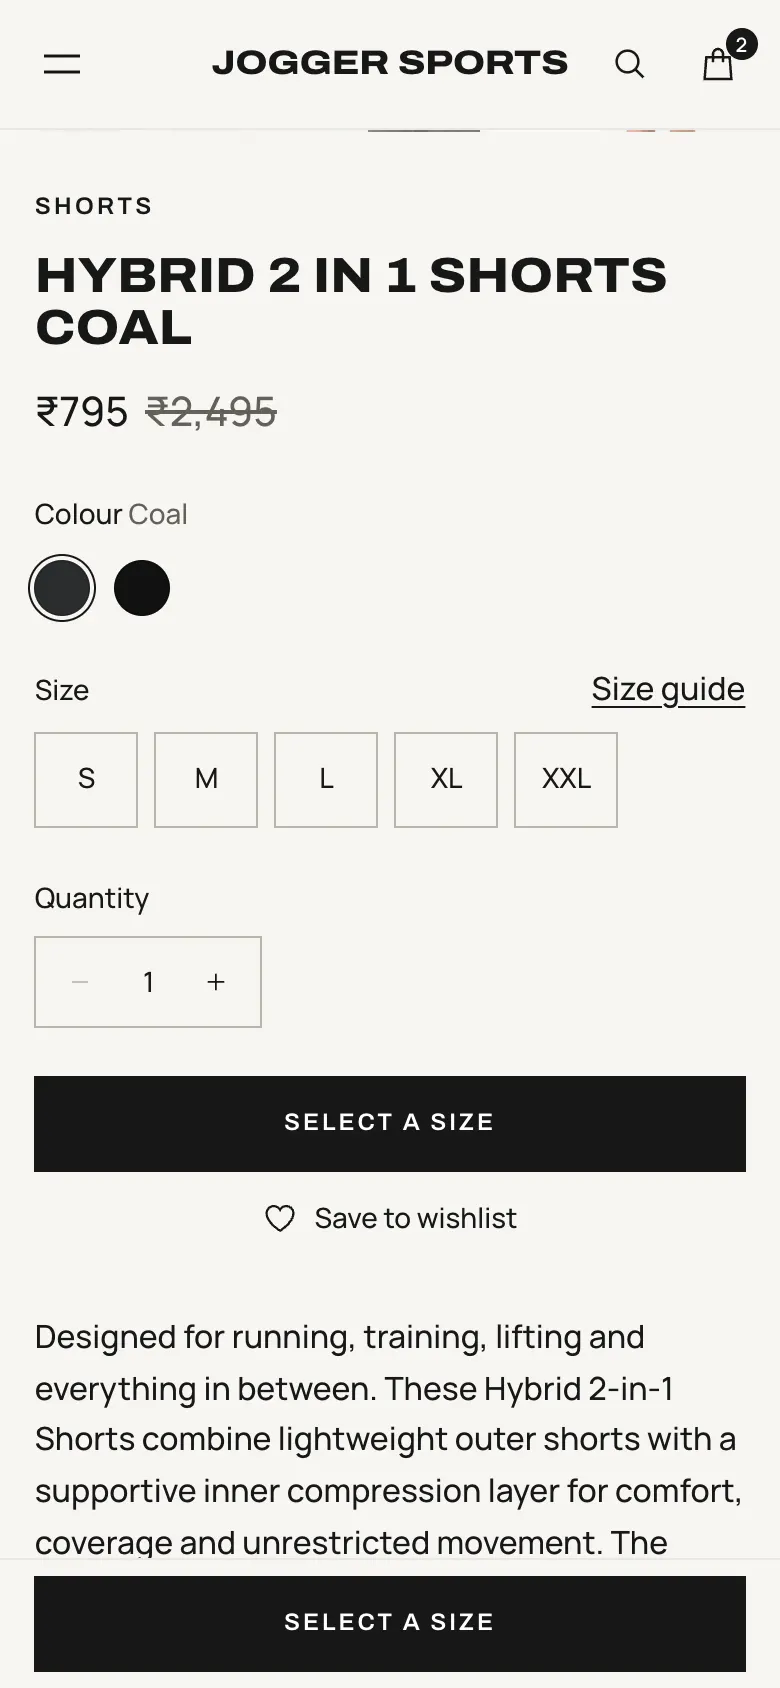 JOGGER SPORTS
2
SHORTS
HYBRID 2 IN 1 SHORTS
COAL
₹795 ₹2,495
Colour Coal
Size Size guide
S M L XL XXL
Quantity
− 1 +
SELECT A SIZE
Save to wishlist
Designed for running, training, lifting and
everything in between. These Hybrid 2-in-1
Shorts combine lightweight outer shorts with a
supportive inner compression layer for comfort,
coverage and unrestricted movement. The
SELECT A SIZE